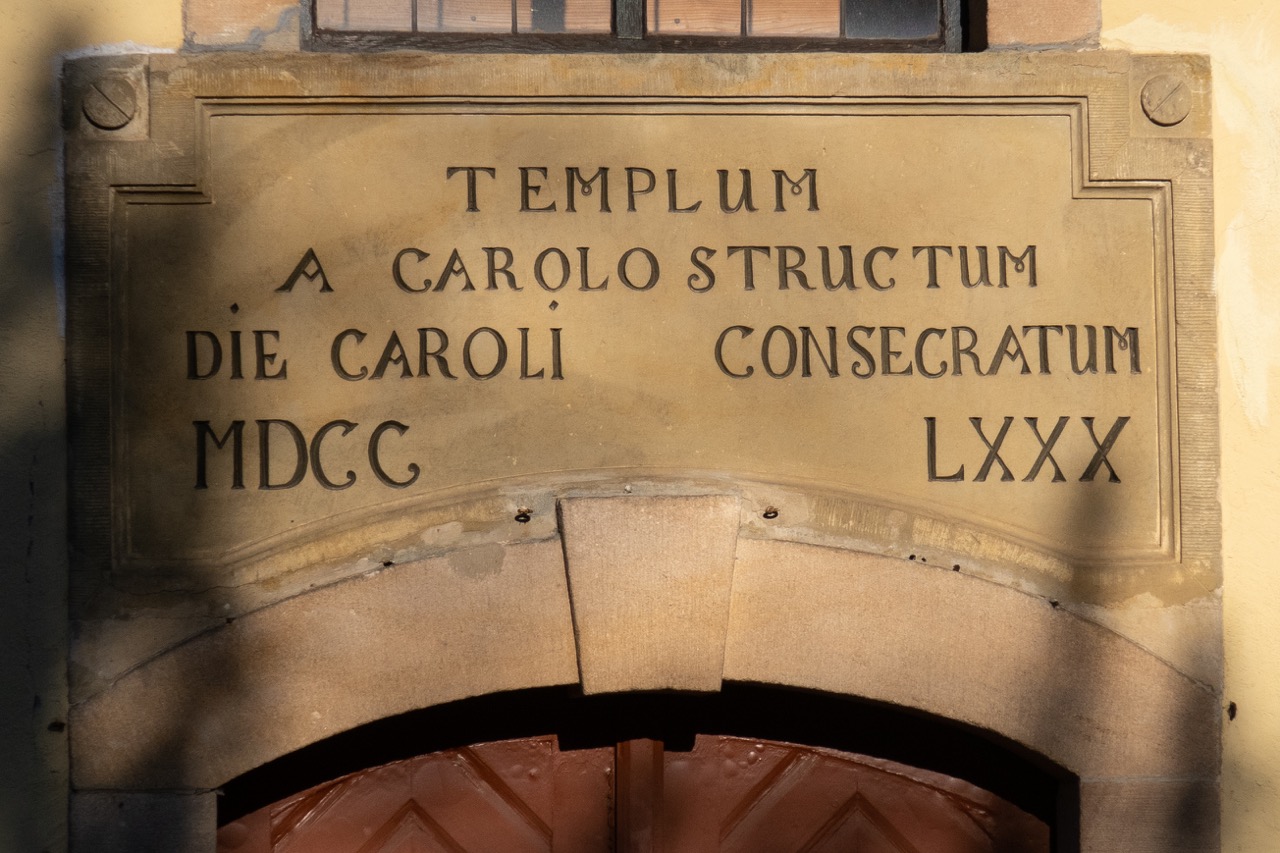 TEMPLUM
A CAROLO STRUCTUM
DIE CAROLI CONSECRATUM
MDCC LXXX